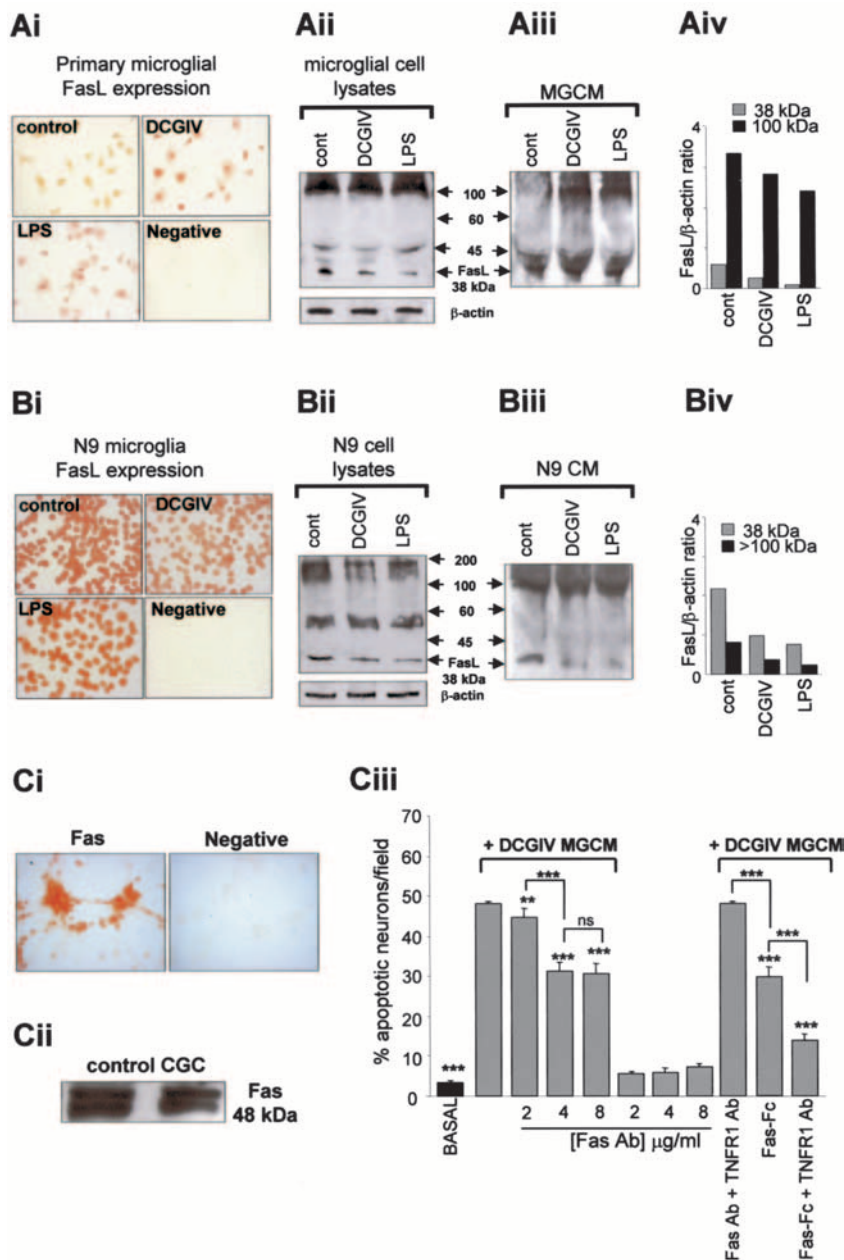 Ai
Primary microglial
FasL expression
control
DCGIV
LPS
Negative
Aii
microglial cell
lysates
cont
DCGIV
LPS
100
60
45
FasL
38 kDa
β-actin
Aiii
MGCM
cont
DCGIV
LPS
Aiv
38 kDa
100 kDa
FasL/β-actin ratio
4
2
0
cont
DCGIV
LPS
Bi
N9 microglia
FasL expression
control
DCGIV
LPS
Negative
Bii
N9 cell
lysates
cont
DCGIV
LPS
200
100
60
45
FasL
38 kDa
β-actin
Biii
N9 CM
cont
DCGIV
LPS
Biv
38 kDa
>100 kDa
FasL/β-actin ratio
4
2
0
cont
DCGIV
LPS
Ci
Fas
Negative
Cii
control CGC
Fas
48 kDa
Ciii
% apoptotic neurons/field
70
60
50
40
30
20
10
0
+ DCGIV MGCM
+ DCGIV MGCM
***
**
***
***
ns
***
***
***
***
***
BASAL
2 4 8 2 4 8
[Fas Ab] μg/ml
Fas Ab + TNFR1 Ab
Fas-Fc
Fas-Fc + TNFR1 Ab